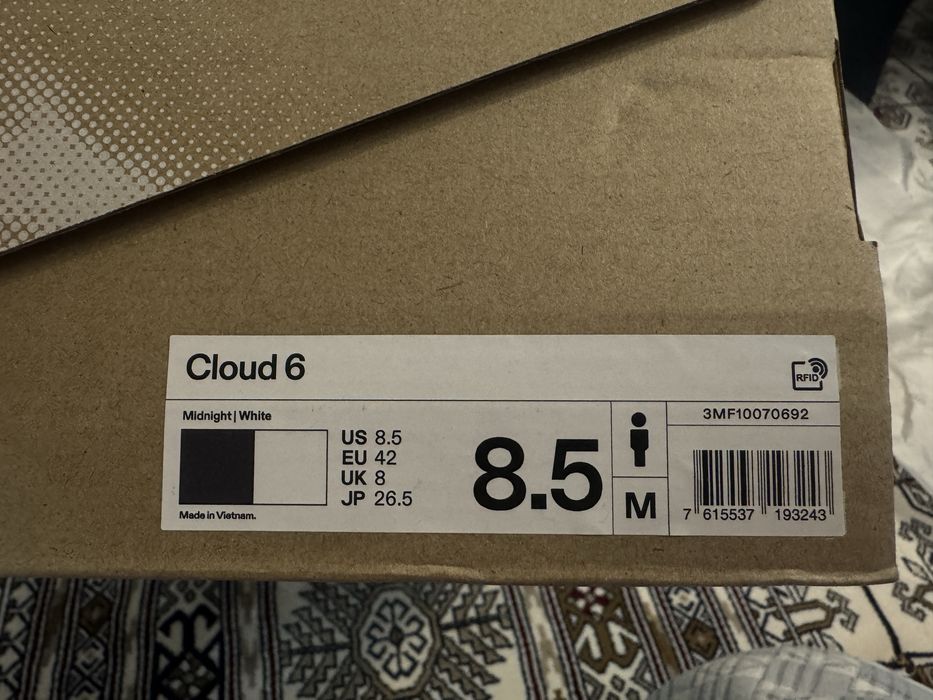 Cloud 6
RFID
Midnight | White
US 8.5
EU 42
UK 8
JP 26.5
Made in Vietnam.
8.5
M
3MF10070692
7 615537 193243